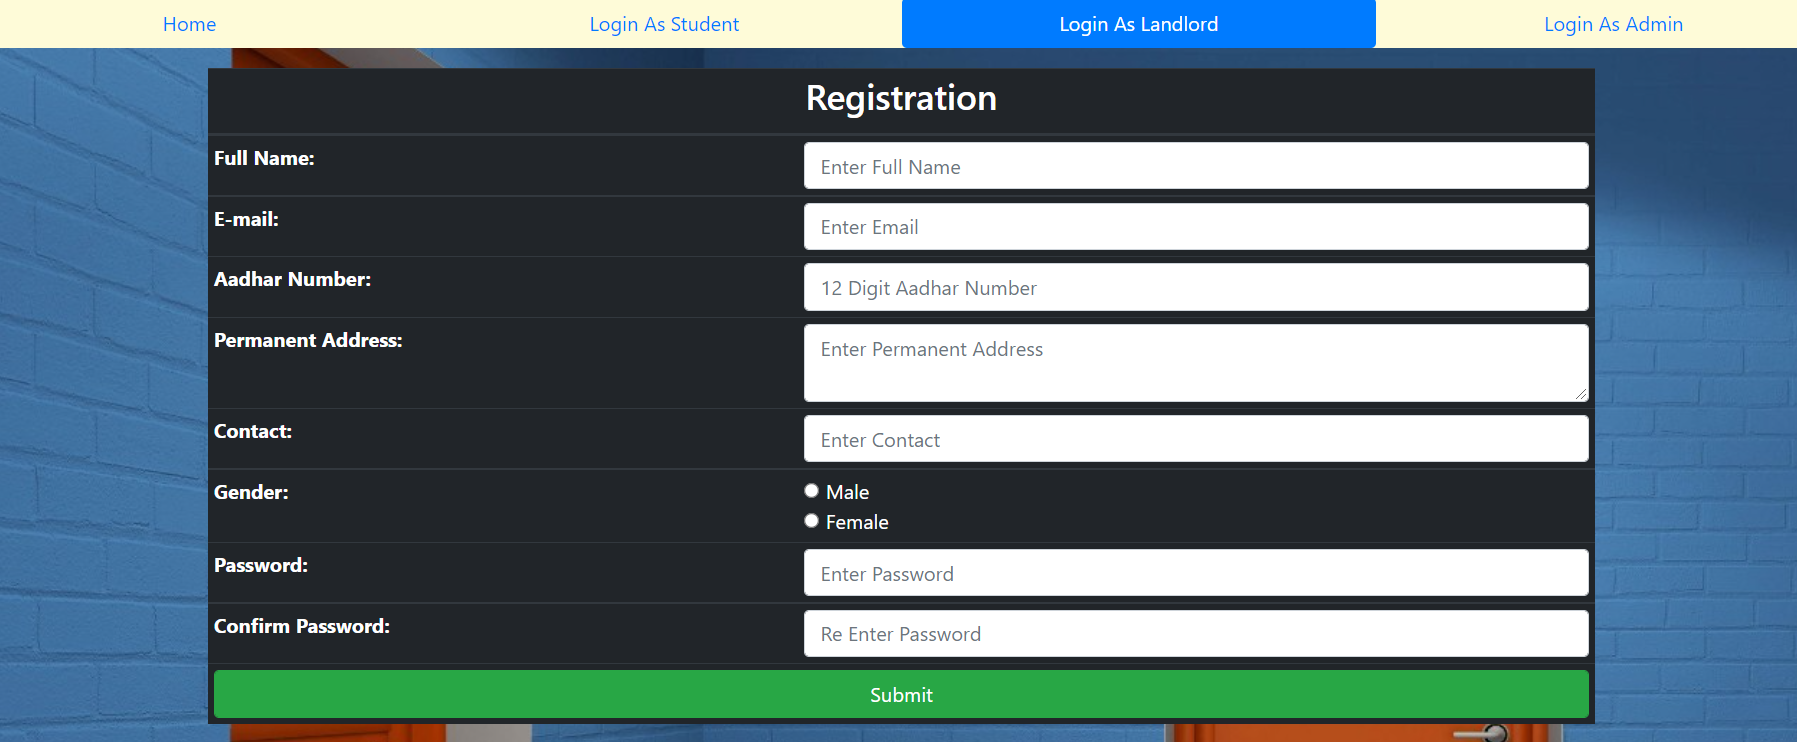 Home Login As Student Login As Landlord Login As Admin
Registration
Full Name: Enter Full Name
E-mail: Enter Email
Aadhar Number: 12 Digit Aadhar Number
Permanent Address: Enter Permanent Address
Contact: Enter Contact
Gender: Male
Female
Password: Enter Password
Confirm Password: Re Enter Password
Submit